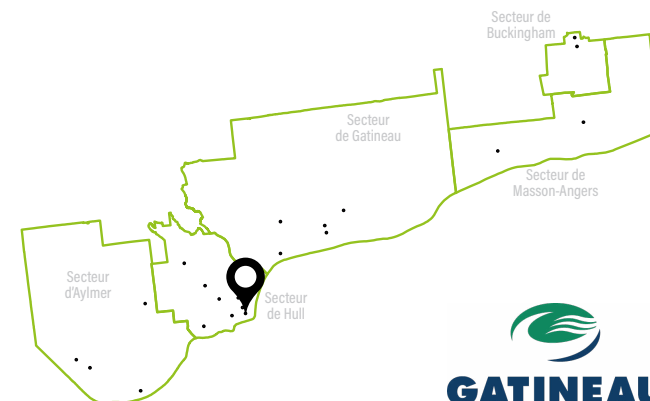 Secteur de
Buckingham
Secteur
de Gatineau
Secteur de
Masson-Angers
Secteur
d'Aylmer
Secteur
de Hull
GATINEAU